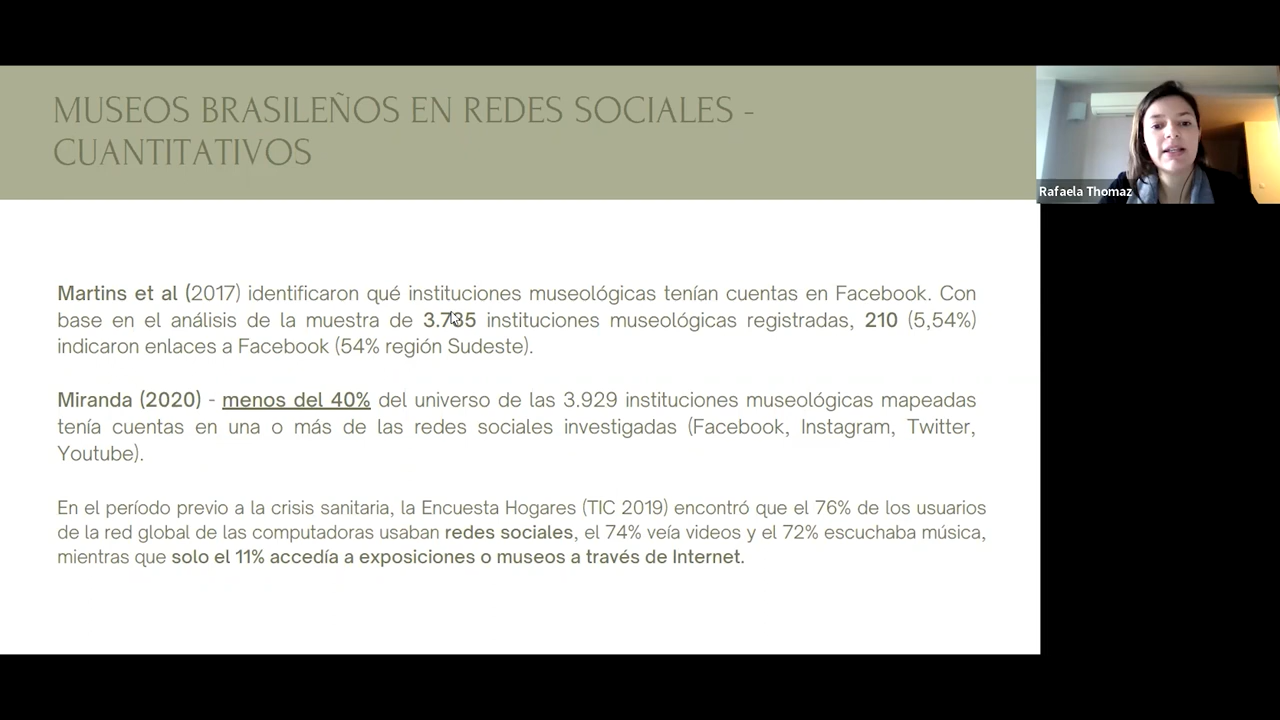 MUSEOS BRASILEÑOS EN REDES SOCIALES -
CUANTITATIVOS
Rafaela Thomaz
Martins et al (2017) identificaron qué instituciones museológicas tenían cuentas en Facebook. Con
base en el análisis de la muestra de 3.735 instituciones museológicas registradas, 210 (5,54%)
indicaron enlaces a Facebook (54% región Sudeste).
Miranda (2020) - menos del 40% del universo de las 3.929 instituciones museológicas mapeadas
tenía cuentas en una o más de las redes sociales investigadas (Facebook, Instagram, Twitter,
Youtube).
En el período previo a la crisis sanitaria, la Encuesta Hogares (TIC 2019) encontró que el 76% de los usuarios
de la red global de las computadoras usaban redes sociales, el 74% veía videos y el 72% escuchaba música,
mientras que solo el 11% accedía a exposiciones o museos a través de Internet.